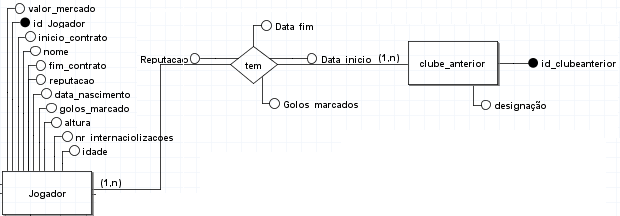 valor_mercado
id_Jogador
inicio_contrato
nome
fim_contrato
reputacao
data_nascimento
golos_marcado
altura
nr_internaciolizacoes
idade
Jogador
(1,n)
Reputacao
tem
Data fim
Data inicio
Golos marcados
(1,n)
clube_anterior
id_clubeanterior
designação